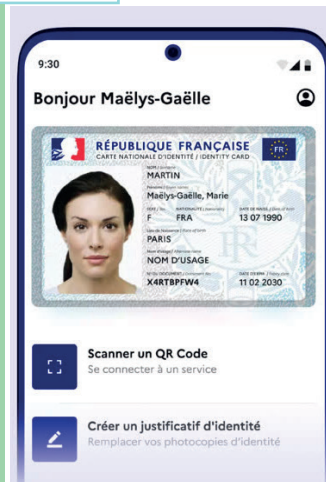 9:30
Bonjour Maëlys-Gaëlle
RÉPUBLIQUE FRANÇAISE
FR
CARTE NATIONALE D'IDENTITÉ / IDENTITY CARD
MARTIN
Maëlys-Gaëlle, Marie
F FRA 13 07 1990
PARIS
NOM D'USAGE
X4RTBPFW4 11 02 2030
Scanner un QR Code
Se connecter à un service
Créer un justificatif d'identité
Remplacer vos photocopies d'identité